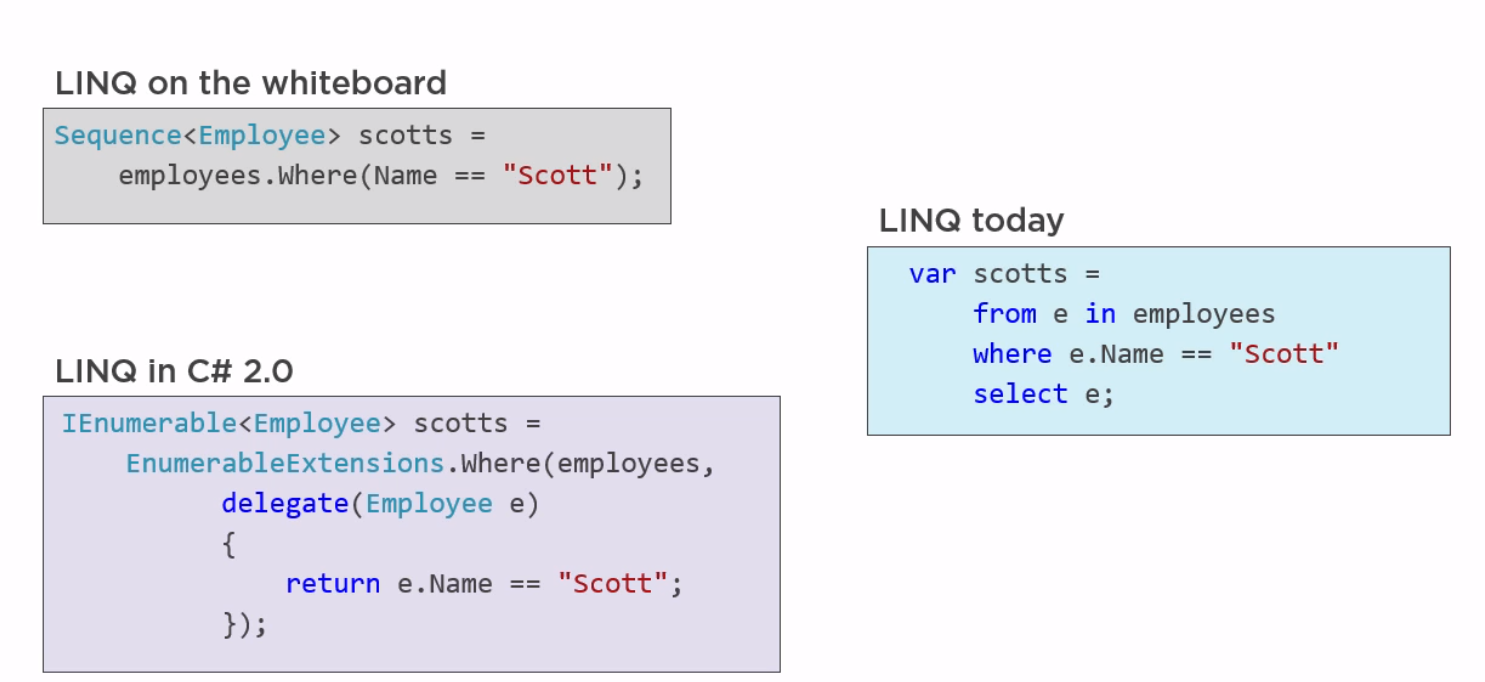 LINQ on the whiteboard
Sequence<Employee> scotts =
employees.Where(Name == "Scott");
LINQ in C# 2.0
IEnumerable<Employee> scotts =
EnumerableExtensions.Where(employees,
delegate(Employee e)
{
return e.Name == "Scott";
});
LINQ today
var scotts =
from e in employees
where e.Name == "Scott"
select e;